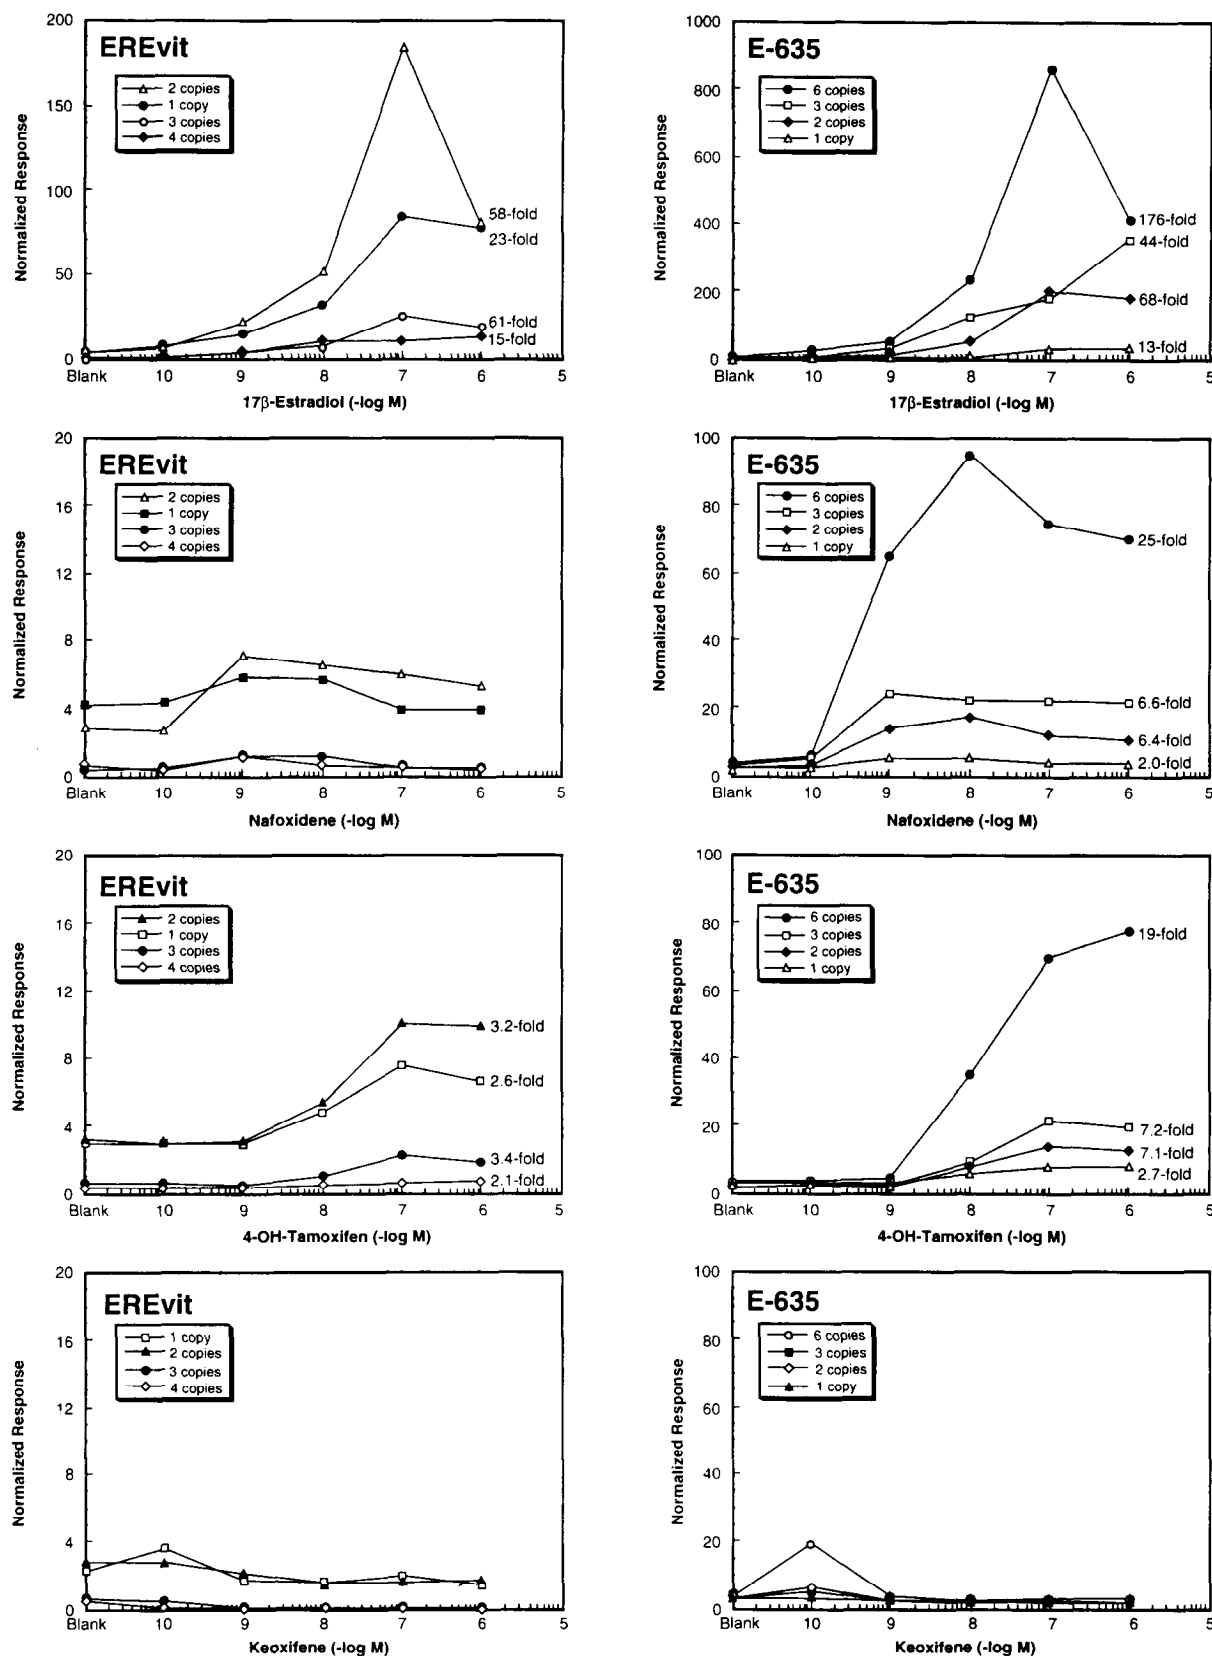 EREvit
2 copies
1 copy
3 copies
4 copies
200
150
100
50
0
Normalized Response
58-fold
23-fold
61-fold
15-fold
Blank 10 9 8 7 6 5
17β-Estradiol (-log M)
E-635
6 copies
3 copies
2 copies
1 copy
1000
800
600
400
200
0
Normalized Response
176-fold
44-fold
68-fold
13-fold
Blank 10 9 8 7 6 5
17β-Estradiol (-log M)
EREvit
2 copies
1 copy
3 copies
4 copies
20
16
12
8
4
0
Normalized Response
Blank 10 9 8 7 6 5
Nafoxidene (-log M)
E-635
6 copies
3 copies
2 copies
1 copy
100
80
60
40
20
0
Normalized Response
25-fold
6.6-fold
6.4-fold
2.0-fold
Blank 10 9 8 7 6 5
Nafoxidene (-log M)
EREvit
2 copies
1 copy
3 copies
4 copies
20
16
12
8
4
0
Normalized Response
3.2-fold
2.6-fold
3.4-fold
2.1-fold
Blank 10 9 8 7 6 5
4-OH-Tamoxifen (-log M)
E-635
6 copies
3 copies
2 copies
1 copy
100
80
60
40
20
0
Normalized Response
19-fold
7.2-fold
7.1-fold
2.7-fold
Blank 10 9 8 7 6 5
4-OH-Tamoxifen (-log M)
EREvit
1 copy
2 copies
3 copies
4 copies
20
16
12
8
4
0
Normalized Response
Blank 10 9 8 7 6 5
Keoxifene (-log M)
E-635
6 copies
3 copies
2 copies
1 copy
100
80
60
40
20
0
Normalized Response
Blank 10 9 8 7 6 5
Keoxifene (-log M)